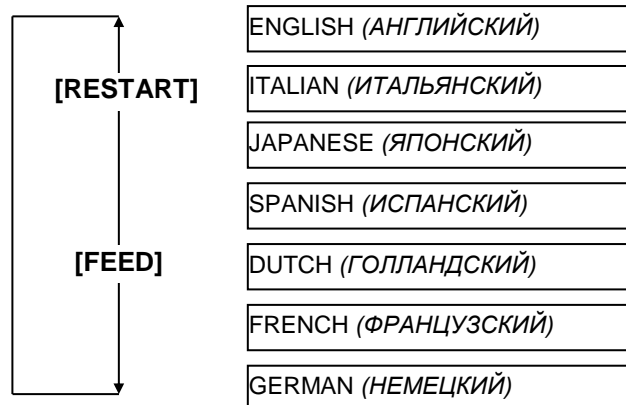 ENGLISH (АНГЛИЙСКИЙ)
[RESTART]
ITALIAN (ИТАЛЬЯНСКИЙ)
JAPANESE (ЯПОНСКИЙ)
SPANISH (ИСПАНСКИЙ)
[FEED]
DUTCH (ГОЛЛАНДСКИЙ)
FRENCH (ФРАНЦУЗСКИЙ)
GERMAN (НЕМЕЦКИЙ)